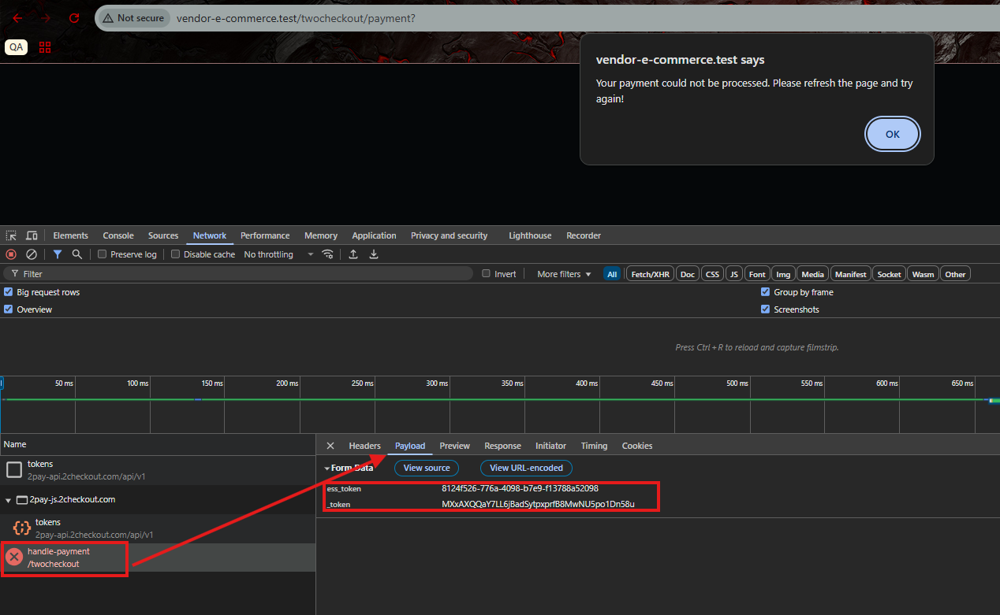 Not secure vendor-e-commerce.test/twocheckout/payment?
QA
vendor-e-commerce.test says
Your payment could not be processed. Please refresh the page and try
again!
OK
Elements Console Sources Network Performance Memory Application Privacy and security Lighthouse Recorder
Preserve log Disable cache No throttling
Filter Invert More filters All Fetch/XHR Doc CSS JS Font Img Media Manifest Socket Wasm Other
Big request rows Group by frame
Overview Screenshots
Press Ctrl + R to reload and capture filmstrip.
50 ms 100 ms 150 ms 200 ms 250 ms 300 ms 350 ms 400 ms 450 ms 500 ms 550 ms 600 ms 650 ms
Name
Headers Payload Preview Response Initiator Timing Cookies
tokens
2pay-api.2checkout.com/api/v1
2pay-js.2checkout.com
tokens
2pay-api.2checkout.com/api/v1
handle-payment
/twocheckout
Form Data View source View URL-encoded
ess_token 8124f526-776a-4098-b7e9-f13788a52098
_token MXxAXQQaY7LL6jBadSytpxprfB8MwNU5po1Dn58u